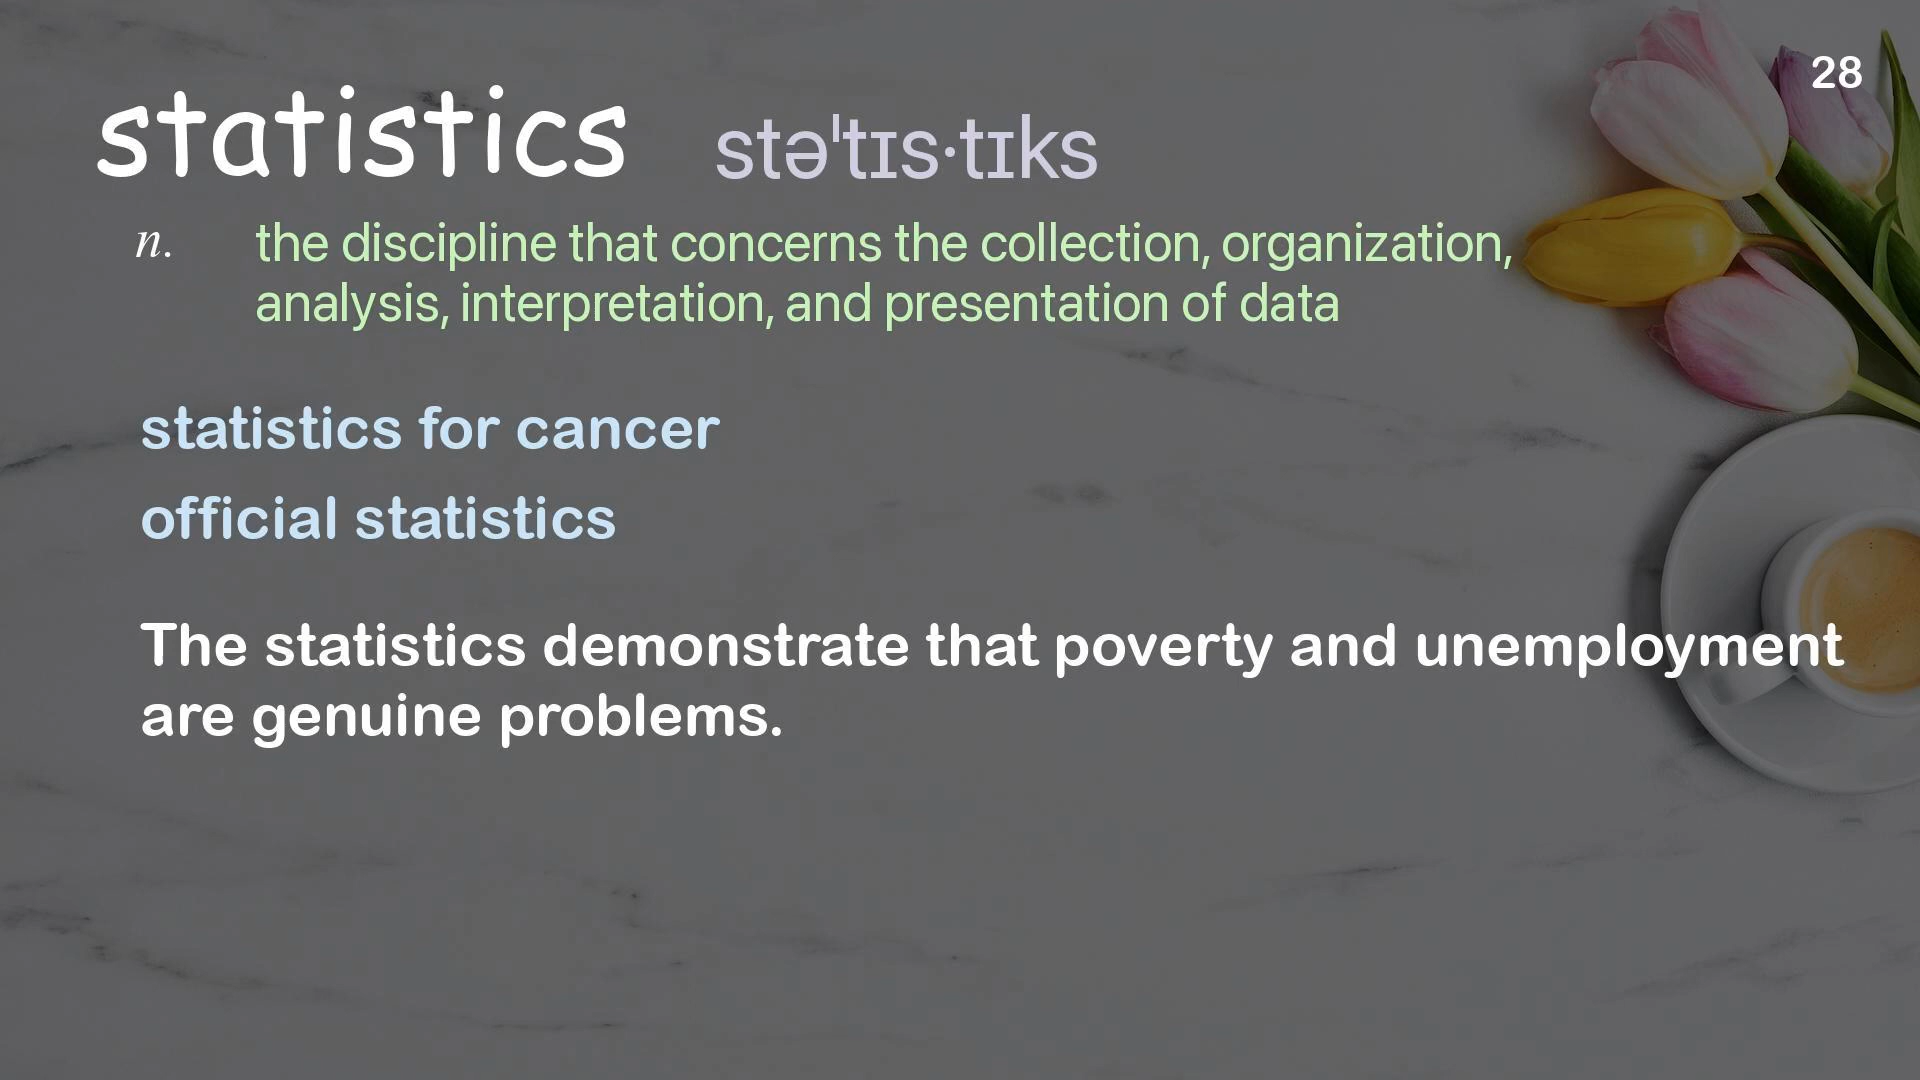 28
statistics stəˈtɪs·tɪks
n. the discipline that concerns the collection, organization,
analysis, interpretation, and presentation of data
statistics for cancer
official statistics
The statistics demonstrate that poverty and unemployment
are genuine problems.